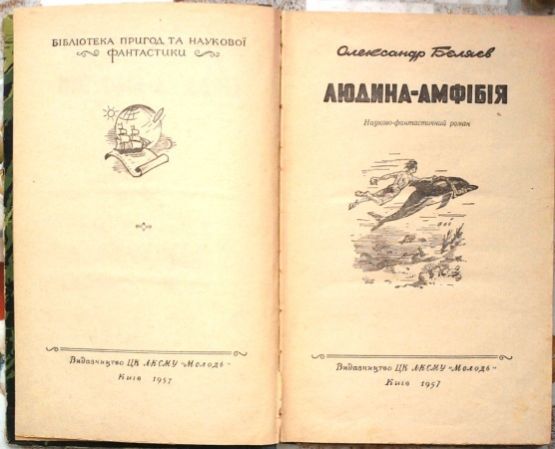 БІБЛІОТЕКА ПРИГОД ТА НАУКОВОЇ
ФАНТАСТИКИ
Видавництво ЦК ЛКСМУ "Молодь"
Київ 1957
Олександр Бєляєв
ЛЮДИНА-АМФІБІЯ
Науково-фантастичний роман
Видавництво ЦК ЛКСМУ "Молодь"
Київ 1957